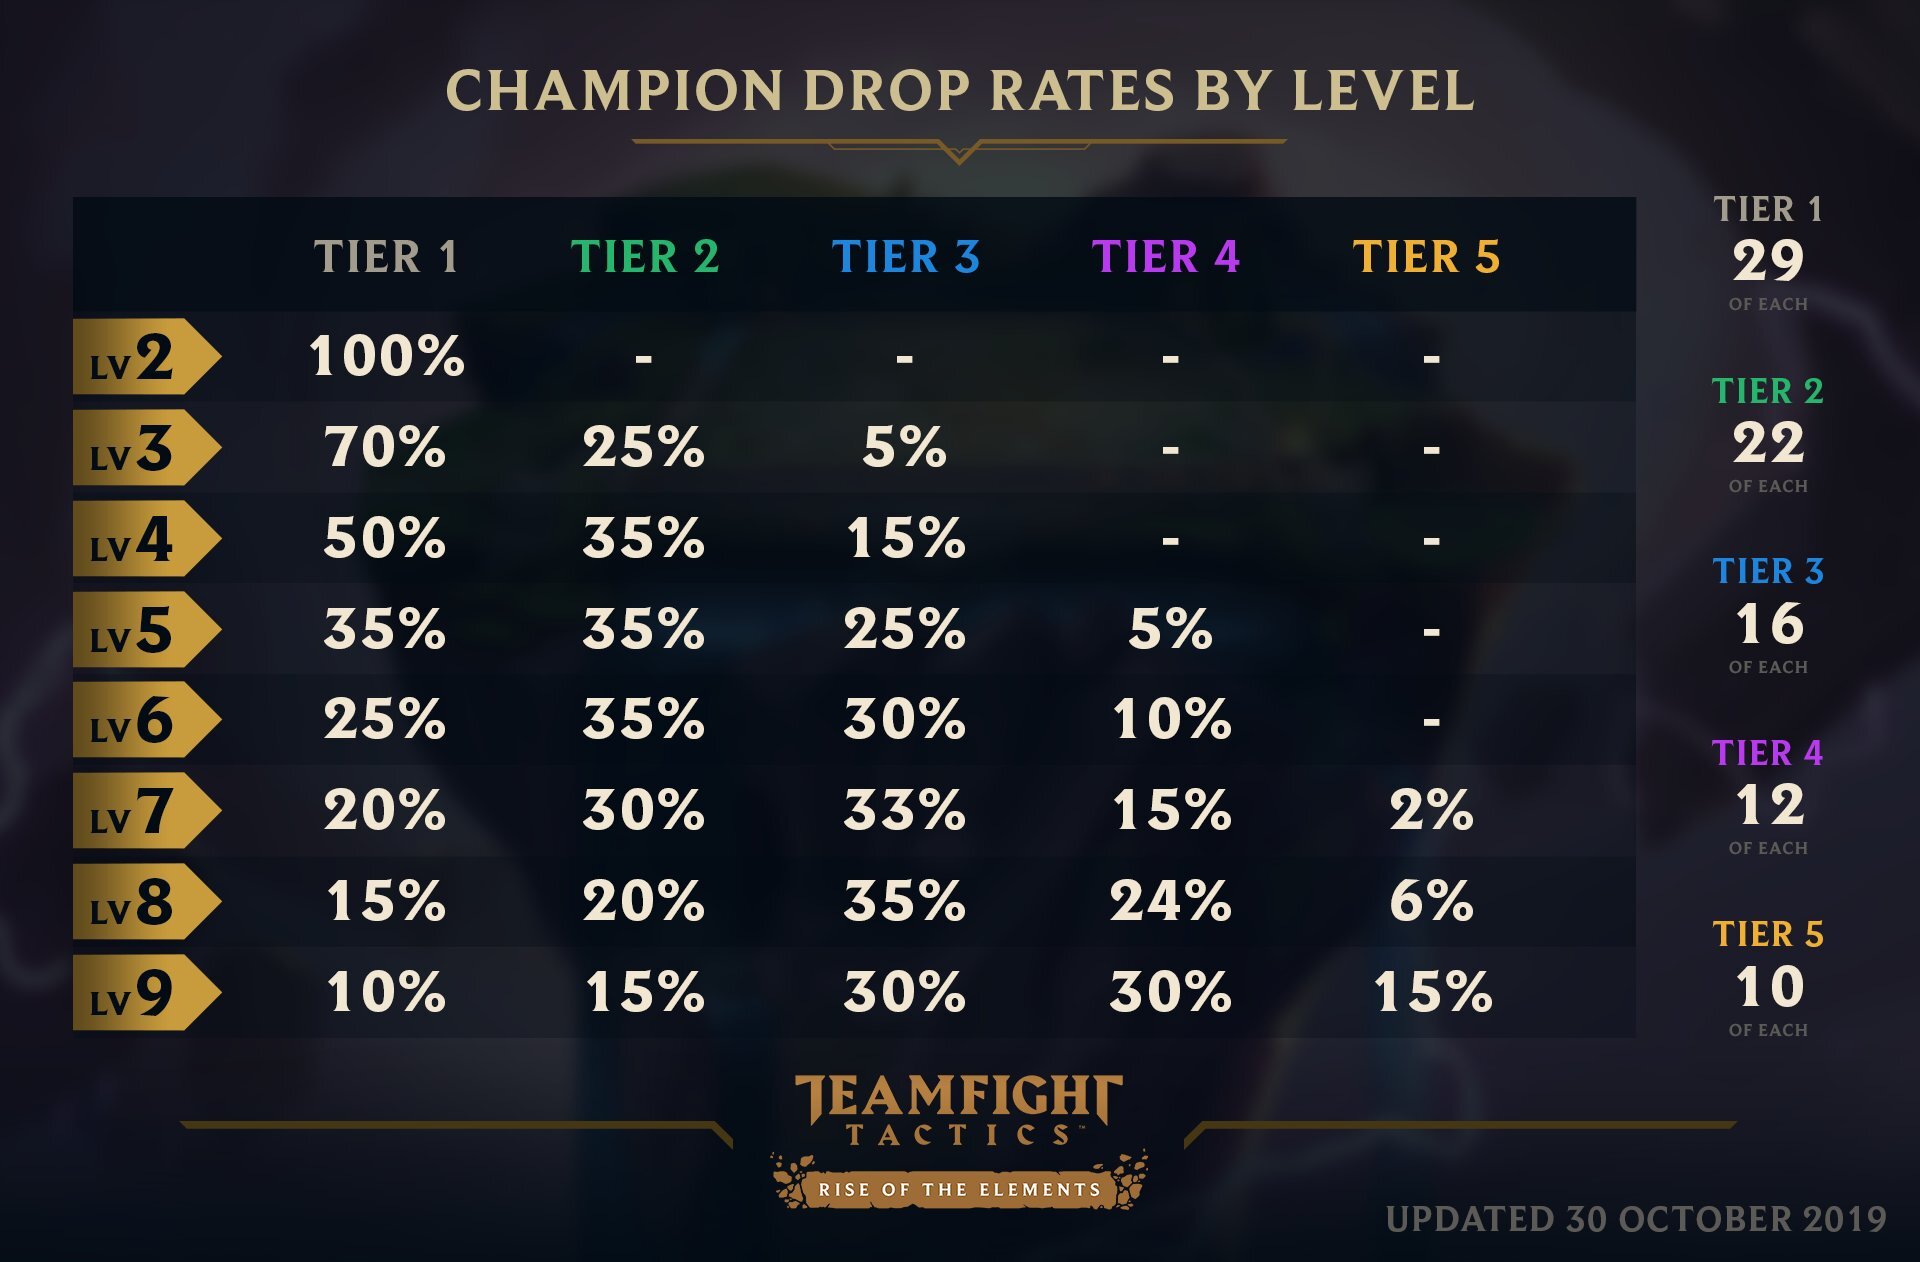 CHAMPION DROP RATES BY LEVEL
TIER 1 TIER 2 TIER 3 TIER 4 TIER 5
LV2 100% - - - -
LV3 70% 25% 5% - -
LV4 50% 35% 15% - -
LV5 35% 35% 25% 5% -
LV6 25% 35% 30% 10% -
LV7 20% 30% 33% 15% 2%
LV8 15% 20% 35% 24% 6%
LV9 10% 15% 30% 30% 15%
TIER 1
29
OF EACH
TIER 2
22
OF EACH
TIER 3
16
OF EACH
TIER 4
12
OF EACH
TIER 5
10
OF EACH
TEAMFIGHT
TACTICS™
RISE OF THE ELEMENTS
UPDATED 30 OCTOBER 2019